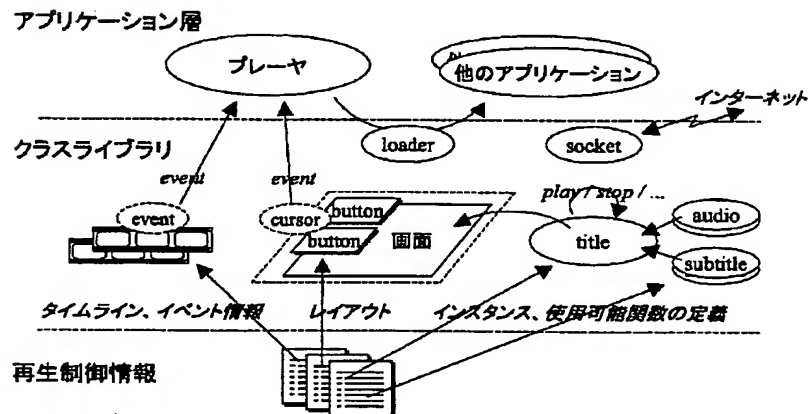 アプリケーション層
プレーヤ
他のアプリケーション
インターネット
クラスライブラリ
loader
socket
event
event
play / stop / ...
event
cursor
button
button
画面
title
audio
subtitle
タイムライン、イベント情報
レイアウト
インスタンス、使用可能関数の定義
再生制御情報